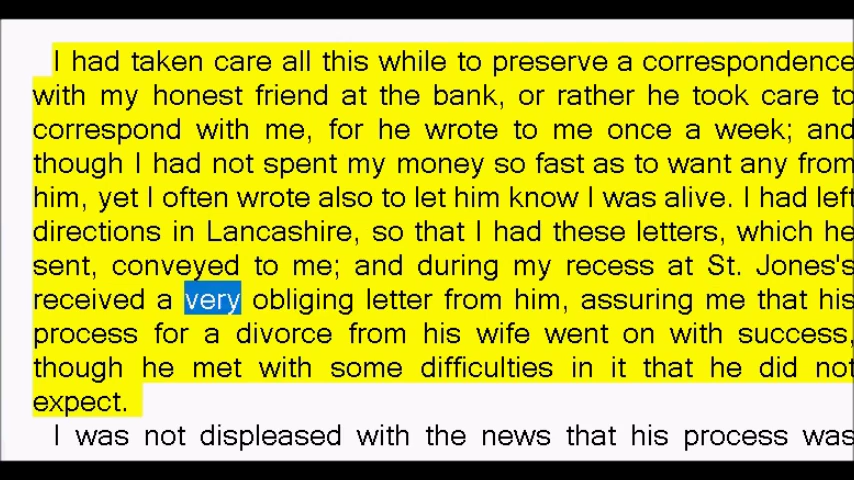 I had taken care all this while to preserve a correspondence
with my honest friend at the bank, or rather he took care to
correspond with me, for he wrote to me once a week; and
though I had not spent my money so fast as to want any from
him, yet I often wrote also to let him know I was alive. I had left
directions in Lancashire, so that I had these letters, which he
sent, conveyed to me; and during my recess at St. Jones's
received a very obliging letter from him, assuring me that his
process for a divorce from his wife went on with success,
though he met with some difficulties in it that he did not
expect.
I was not displeased with the news that his process was